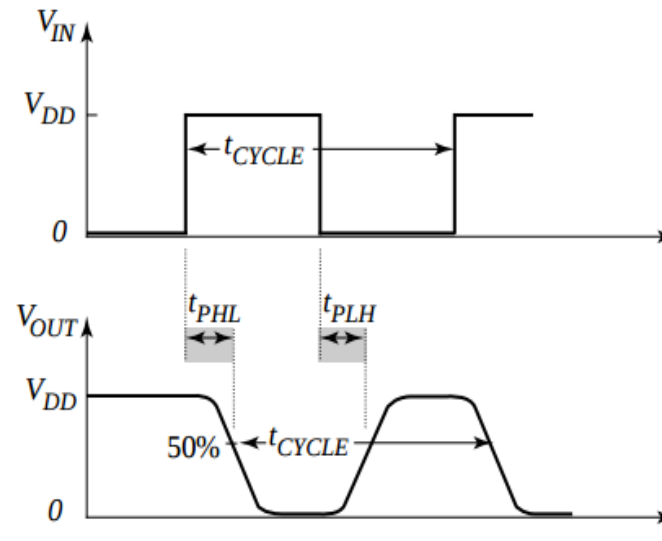 V_IN
V_DD
t_CYCLE
0
t_PHL t_PLH
V_OUT
V_DD
50% t_CYCLE
0